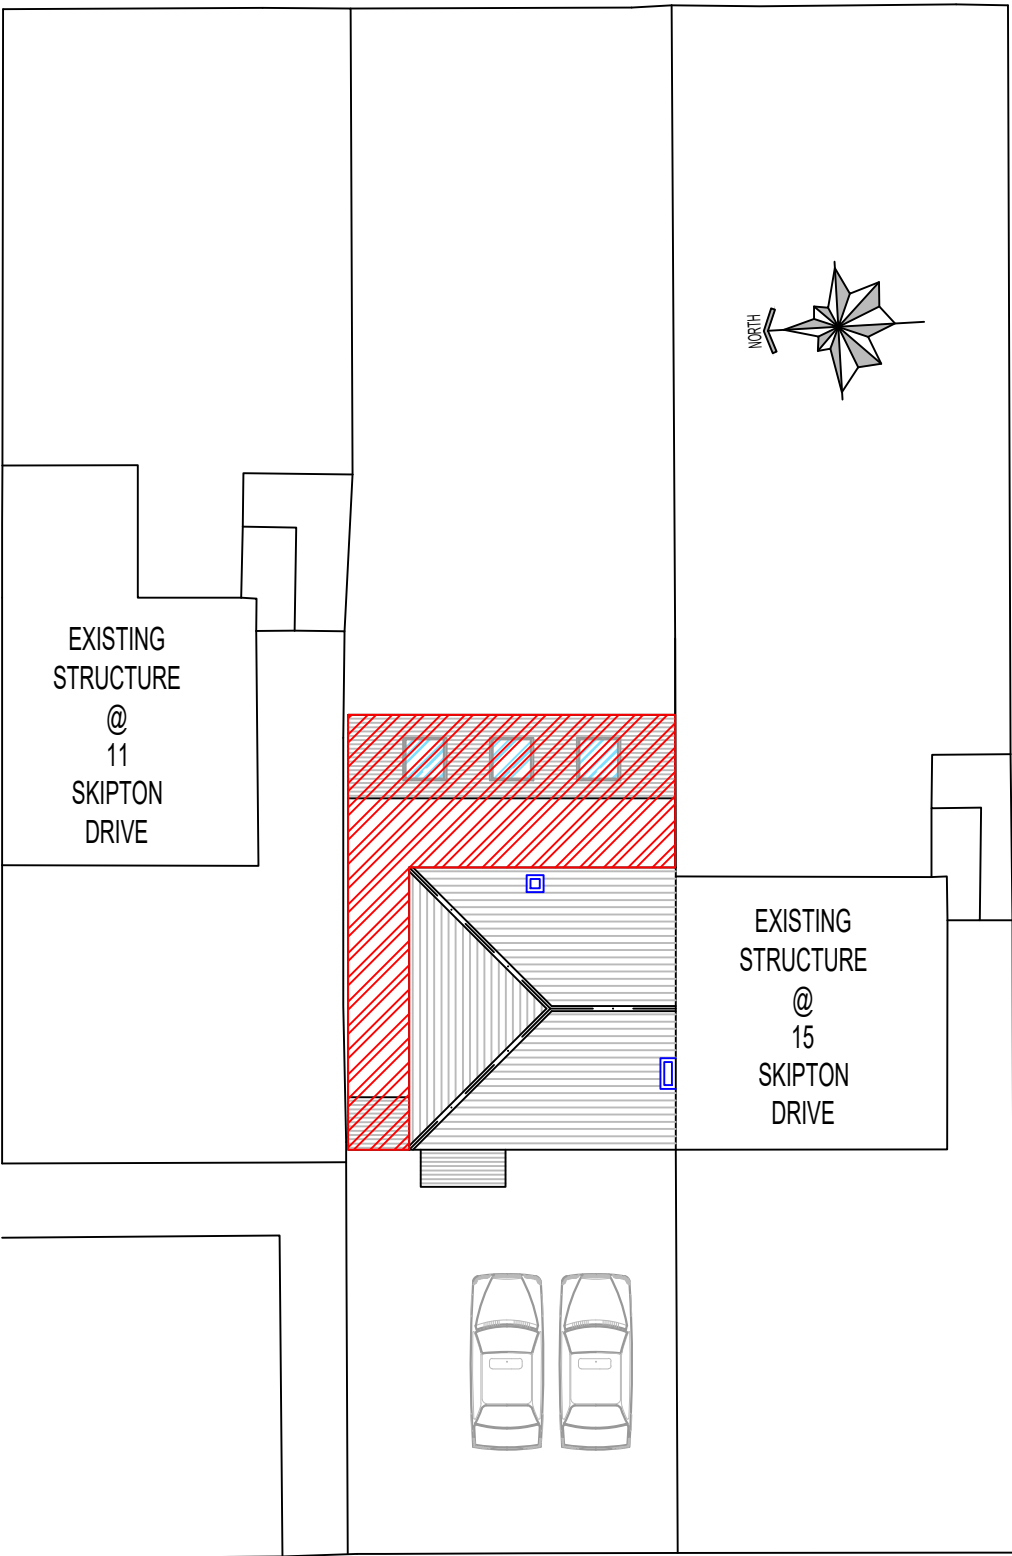 NORTH
EXISTING
STRUCTURE
@
11
SKIPTON
DRIVE
EXISTING
STRUCTURE
@
15
SKIPTON
DRIVE